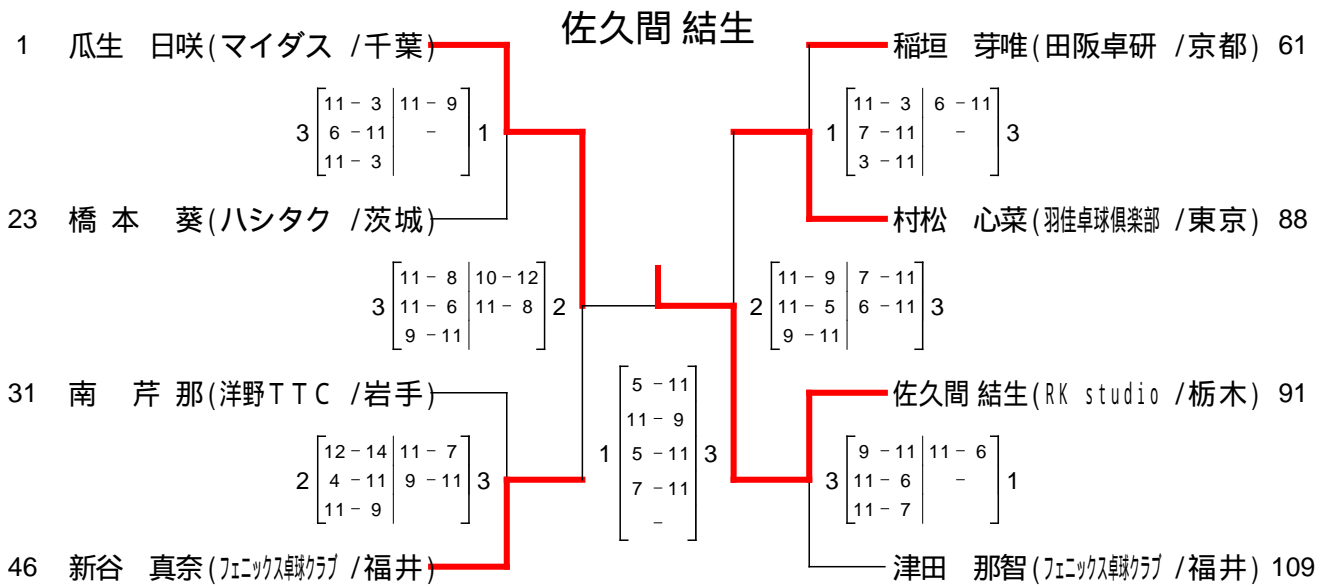 佐久間 結生
1 瓜生 日咲(マイダス /千葉)
稲垣 芽唯(田阪卓研 /京都) 61
3 11- 3 11- 9 1
6 -11 -
11- 3
1 11- 3 6 -11 3
7 -11 -
3 -11
23 橋本 葵(ハシタク /茨城)
村松 心菜(羽佳卓球倶楽部 /東京) 88
3 11- 8 10-12 2
11- 6 11- 8
9 -11
2 11- 9 7 -11 3
11- 5 6 -11
9 -11
31 南 芹那(洋野TTC /岩手)
佐久間 結生(RK studio /栃木) 91
1 5 -11 3
11- 9
5 -11
7 -11
-
2 12-14 11- 7 3
4 -11 9 -11
11- 9
3 9 -11 11- 6 1
11- 6 -
11- 7
46 新谷 真奈(フェニックス卓球クラブ /福井)
津田 那智(フェニックス卓球クラブ /福井) 109